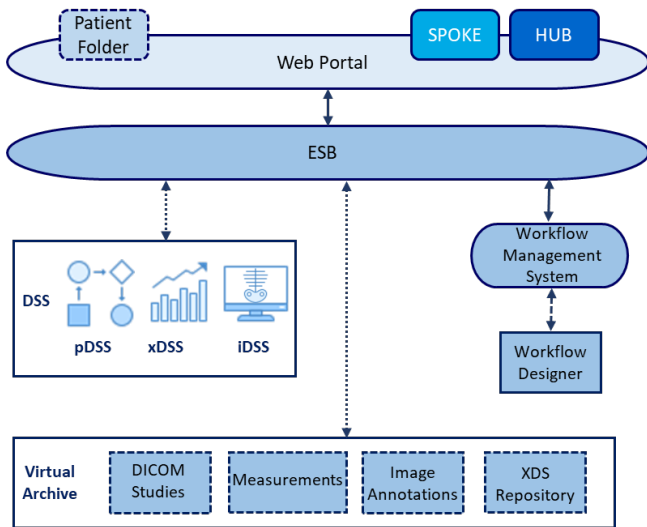 Patient
Folder
SPOKE
HUB
Web Portal
ESB
Workflow
Management
System
DSS
pDSS
xDSS
iDSS
Workflow
Designer
Virtual
Archive
DICOM
Studies
Measurements
Image
Annotations
XDS
Repository